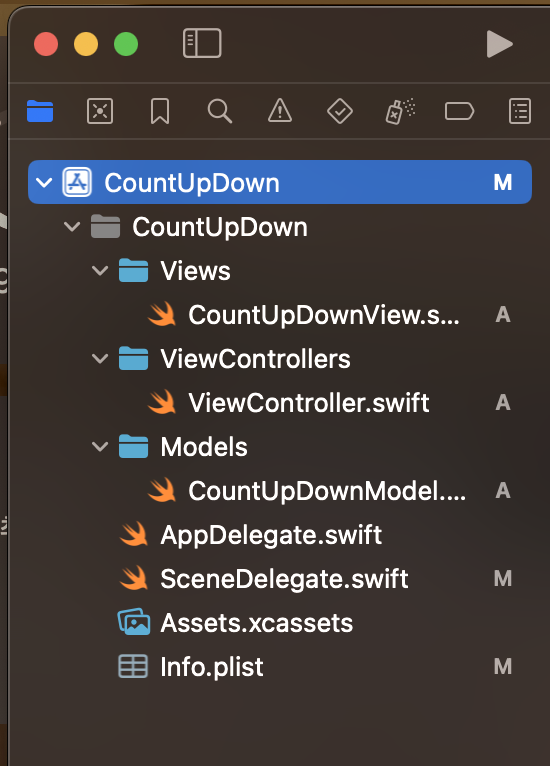 CountUpDown M
CountUpDown
Views
CountUpDownView.s... A
ViewControllers
ViewController.swift A
Models
CountUpDownModel.... A
AppDelegate.swift
SceneDelegate.swift M
Assets.xcassets
Info.plist M